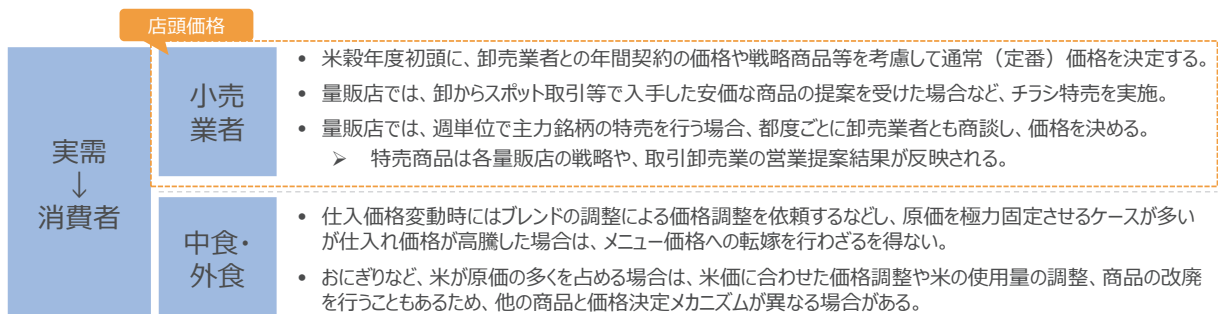 店頭価格
実需
↓
消費者
小売
業者
• 米穀年度初頭に、卸売業者との年間契約の価格や戦略商品等を考慮して通常（定番）価格を決定する。
• 量販店では、卸からスポット取引等で入手した安価な商品の提案を受けた場合など、チラシ特売を実施。
• 量販店では、週単位で主力銘柄の特売を行う場合、都度ごとに卸売業者とも商談し、価格を決める。
➢ 特売商品は各量販店の戦略や、取引卸売業の営業提案結果が反映される。
中食・
外食
• 仕入価格変動時にはブレンドの調整による価格調整を依頼するなどし、原価を極力固定させるケースが多い
が仕入れ価格が高騰した場合は、メニュー価格への転嫁を行わざるを得ない。
• おにぎりなど、米が原価の多くを占める場合は、米価に合わせた価格調整や米の使用量の調整、商品の改廃
を行うこともあるため、他の商品と価格決定メカニズムが異なる場合がある。